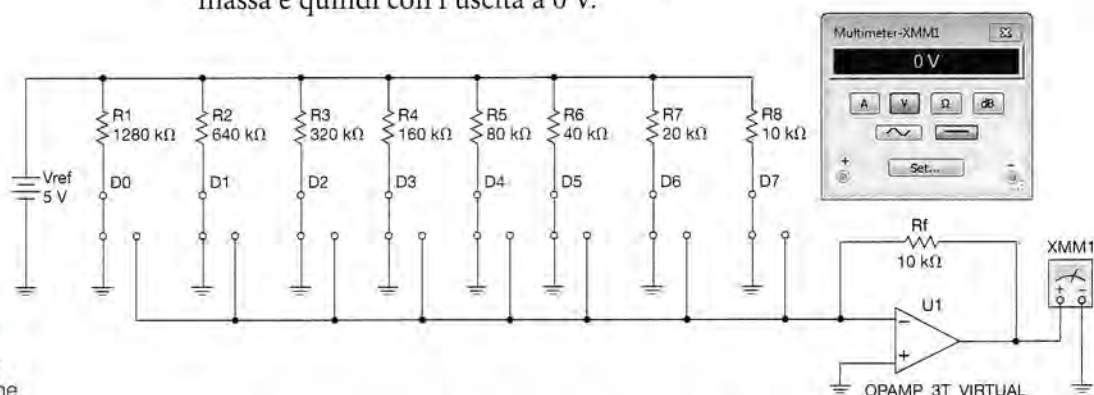 massa e quindi con l'uscita a 0 V.
Multimeter-XMM1
0 V
A V Ω dB
Set...
+ -
R1 R2 R3 R4 R5 R6 R7 R8
1280 kΩ 640 kΩ 320 kΩ 160 kΩ 80 kΩ 40 kΩ 20 kΩ 10 kΩ
Vref
5 V
D0 D1 D2 D3 D4 D5 D6 D7
Rf
10 kΩ
XMM1
+ -
U1
-
+
OPAMP_3T_VIRTUAL